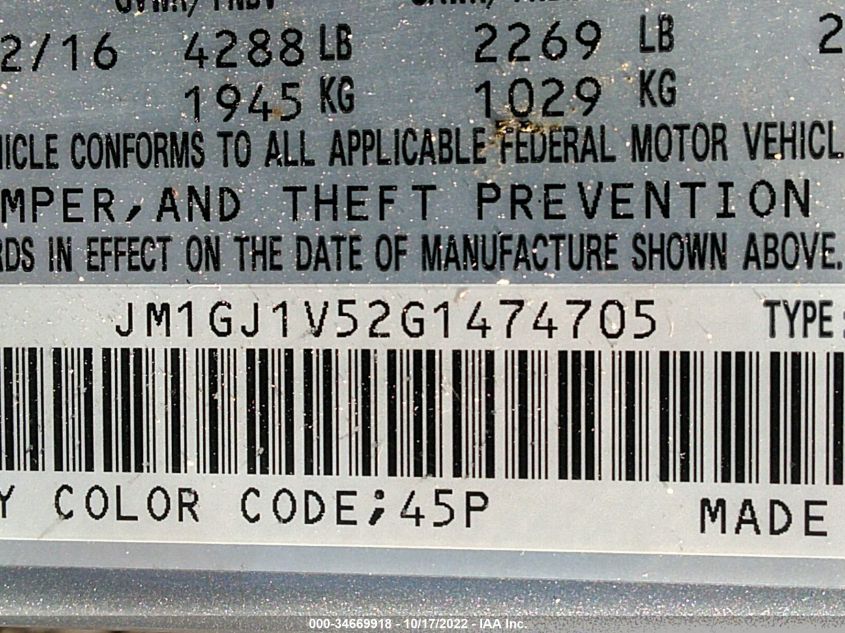 2/16 4288 LB 2269 LB 2
1945 KG 1029 KG
HICLE CONFORMS TO ALL APPLICABLE FEDERAL MOTOR VEHICL
MPER,AND THEFT PREVENTION
RDS IN EFFECT ON THE DATE OF MANUFACTURE SHOWN ABOVE.
JM1GJ1V52G1474705 TYPE:
Y COLOR CODE;45P MADE
000-34669918 - 10/17/2022 - IAA Inc.